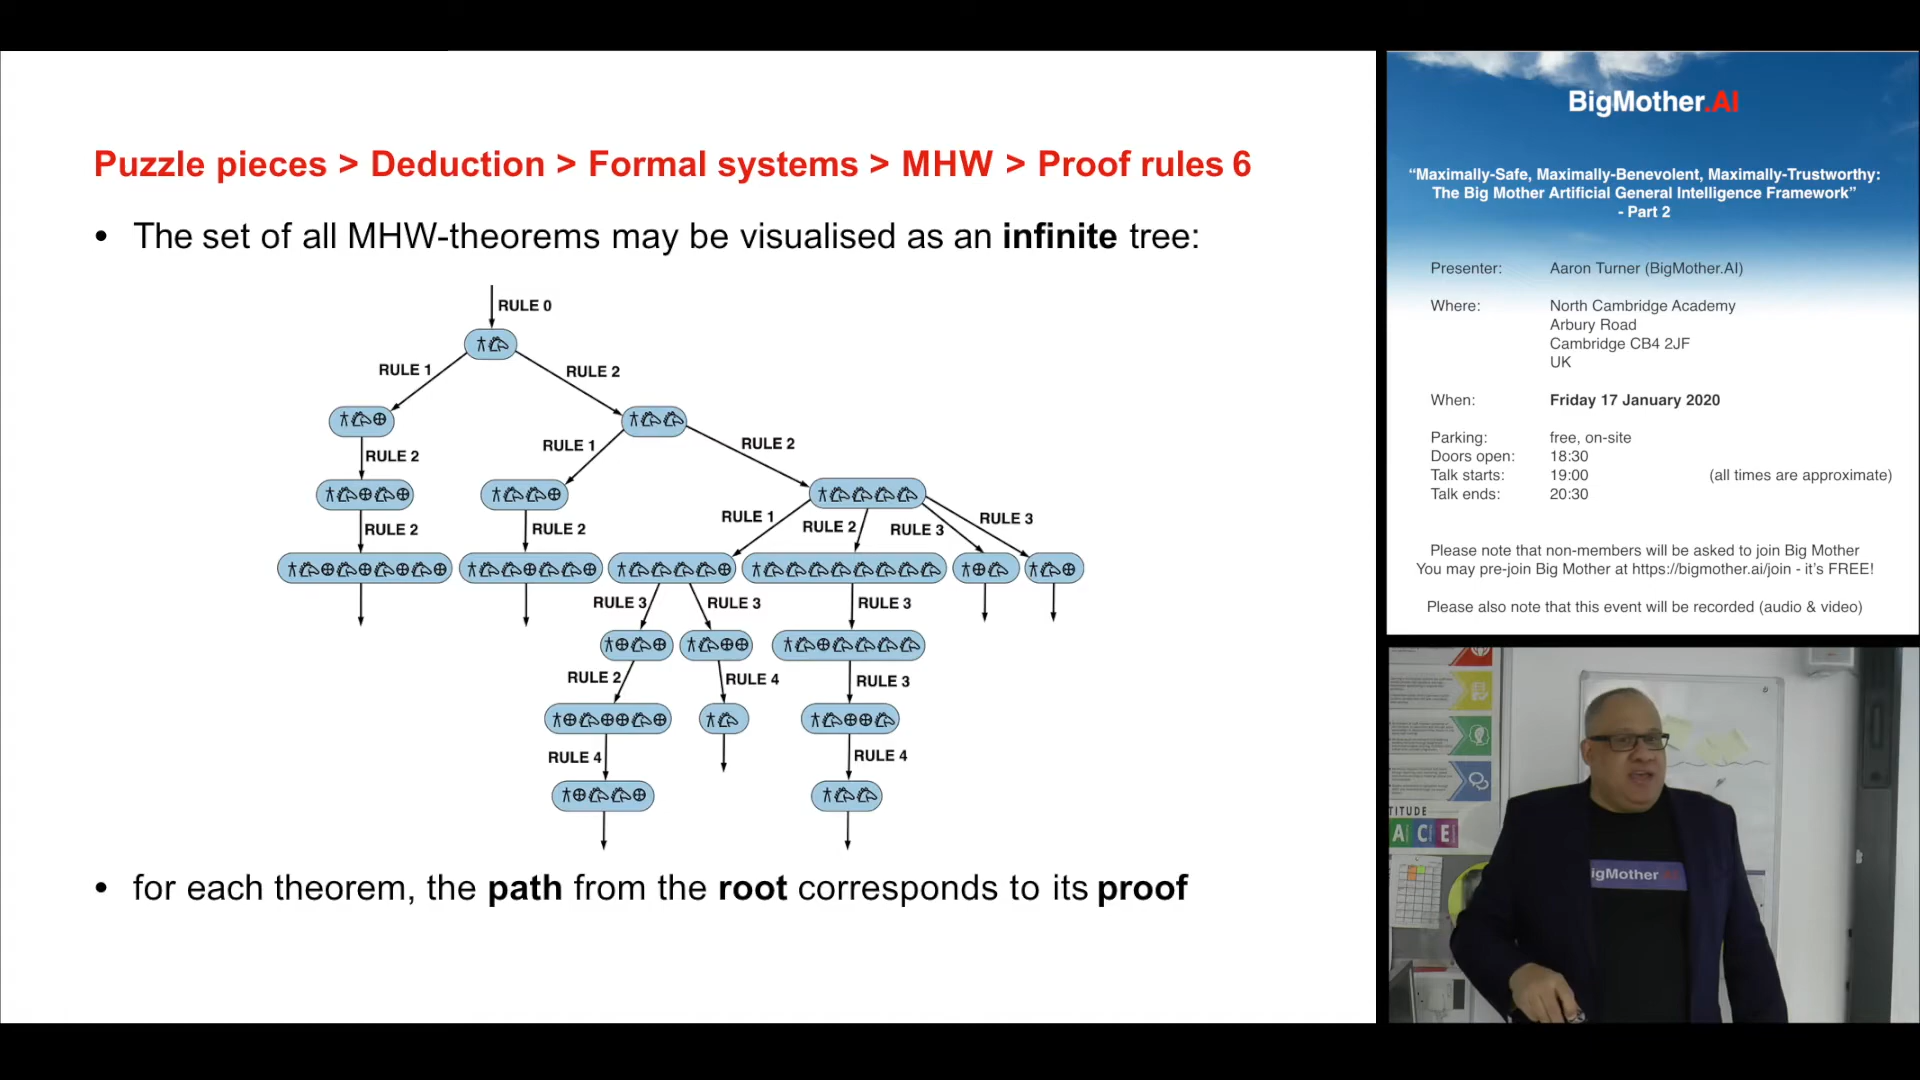 Puzzle pieces > Deduction > Formal systems > MHW > Proof rules 6
• The set of all MHW-theorems may be visualised as an infinite tree:
RULE 0
RULE 1
RULE 2
RULE 2
RULE 1
RULE 2
RULE 2
RULE 2
RULE 1
RULE 2
RULE 3
RULE 3
RULE 3
RULE 3
RULE 3
RULE 2
RULE 4
RULE 3
RULE 4
RULE 4
• for each theorem, the path from the root corresponds to its proof
BigMother.AI
“Maximally-Safe, Maximally-Benevolent, Maximally-Trustworthy:
The Big Mother Artificial General Intelligence Framework”
- Part 2
Presenter: Aaron Turner (BigMother.AI)
Where: North Cambridge Academy
Arbury Road
Cambridge CB4 2JF
UK
When: Friday 17 January 2020
Parking: free, on-site
Doors open: 18:30
Talk starts: 19:00 (all times are approximate)
Talk ends: 20:30
Please note that non-members will be asked to join Big Mother
You may pre-join Big Mother at https://bigmother.ai/join - it’s FREE!
Please also note that this event will be recorded (audio & video)
TITUDE
ACE
igMother